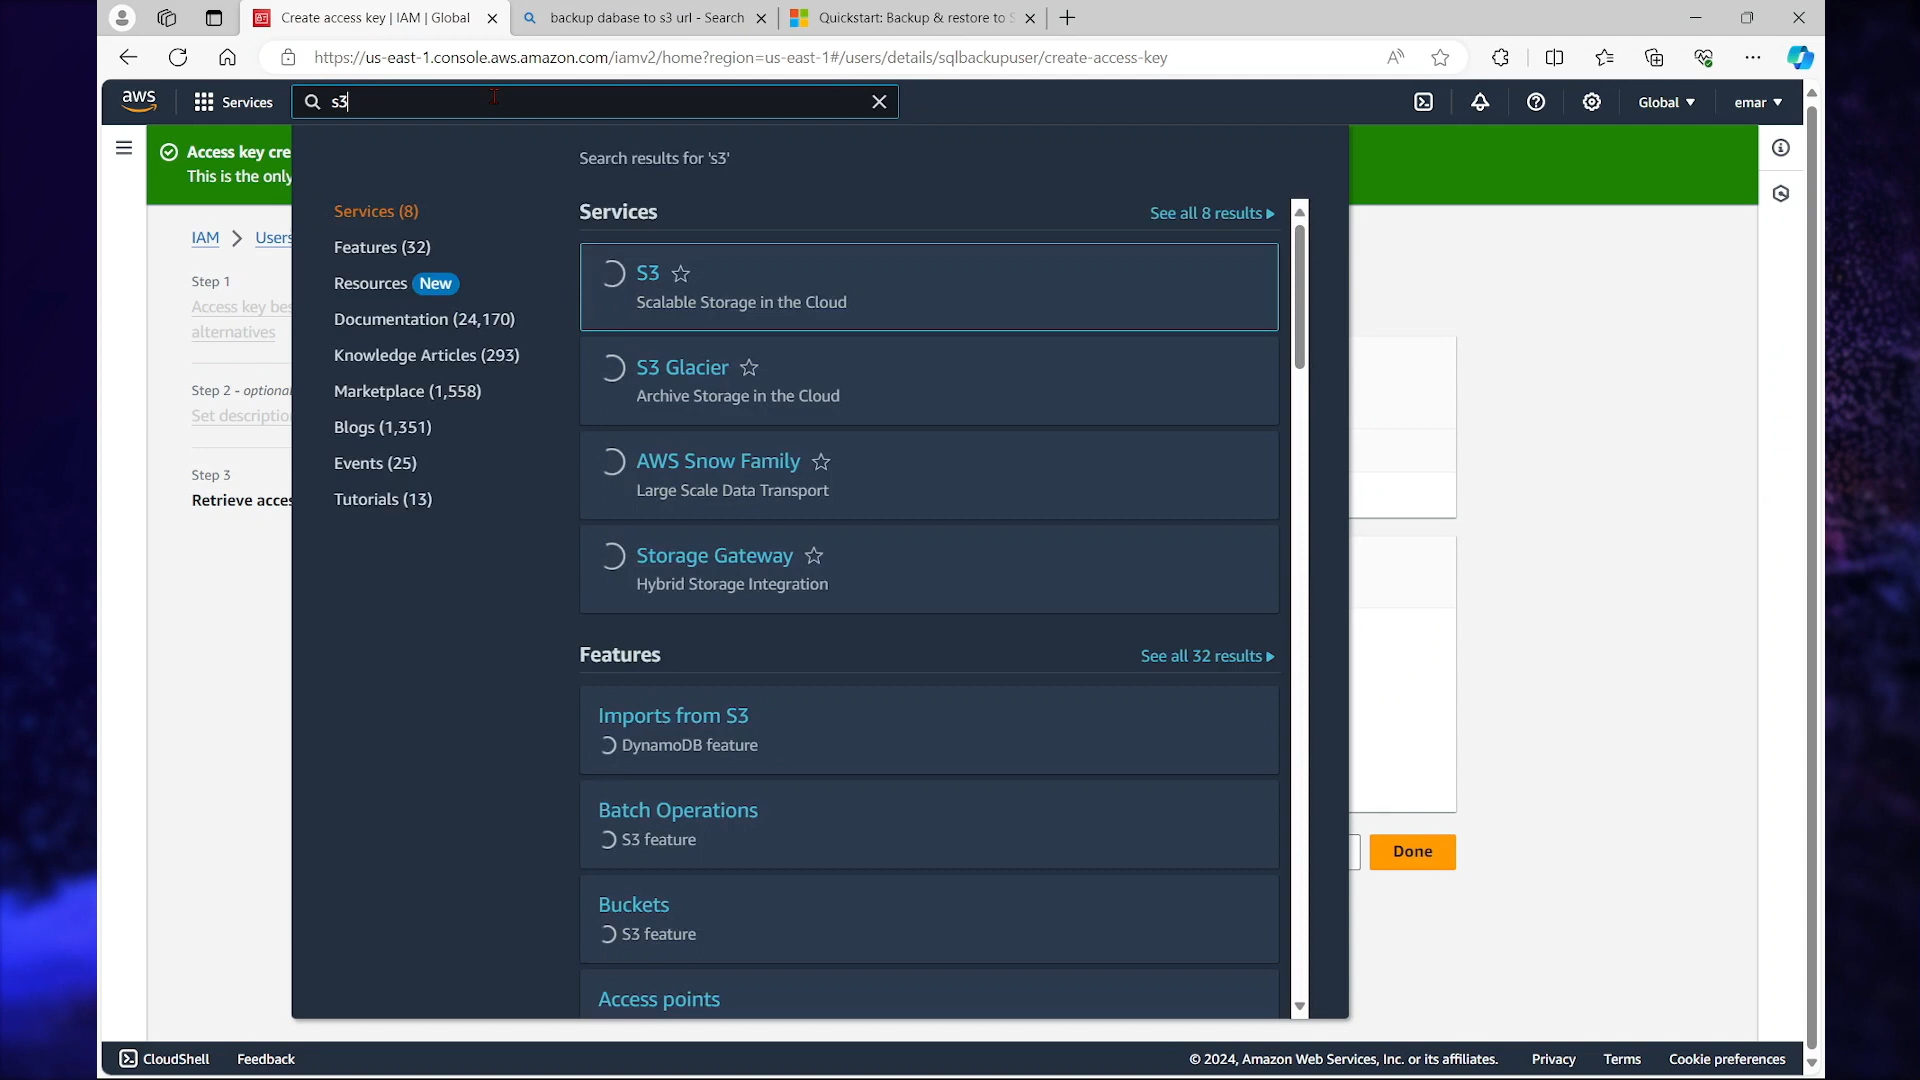 Create access key | IAM | Global
backup dabase to s3 url - Search
Quickstart: Backup & restore to S
https://us-east-1.console.aws.amazon.com/iamv2/home?region=us-east-1#/users/details/sqlbackupuser/create-access-key
aws
Services
s3
Global
emar
Access key cre
This is the only
IAM
Users
Step 1
Access key bes
alternatives
Step 2 - optional
Set description
Step 3
Retrieve acces
Search results for 's3'
Services (8)
Features (32)
Resources New
Documentation (24,170)
Knowledge Articles (293)
Marketplace (1,558)
Blogs (1,351)
Events (25)
Tutorials (13)
Services
See all 8 results
S3
Scalable Storage in the Cloud
S3 Glacier
Archive Storage in the Cloud
AWS Snow Family
Large Scale Data Transport
Storage Gateway
Hybrid Storage Integration
Features
See all 32 results
Imports from S3
DynamoDB feature
Batch Operations
S3 feature
Buckets
S3 feature
Access points
Done
CloudShell
Feedback
© 2024, Amazon Web Services, Inc. or its affiliates.
Privacy
Terms
Cookie preferences